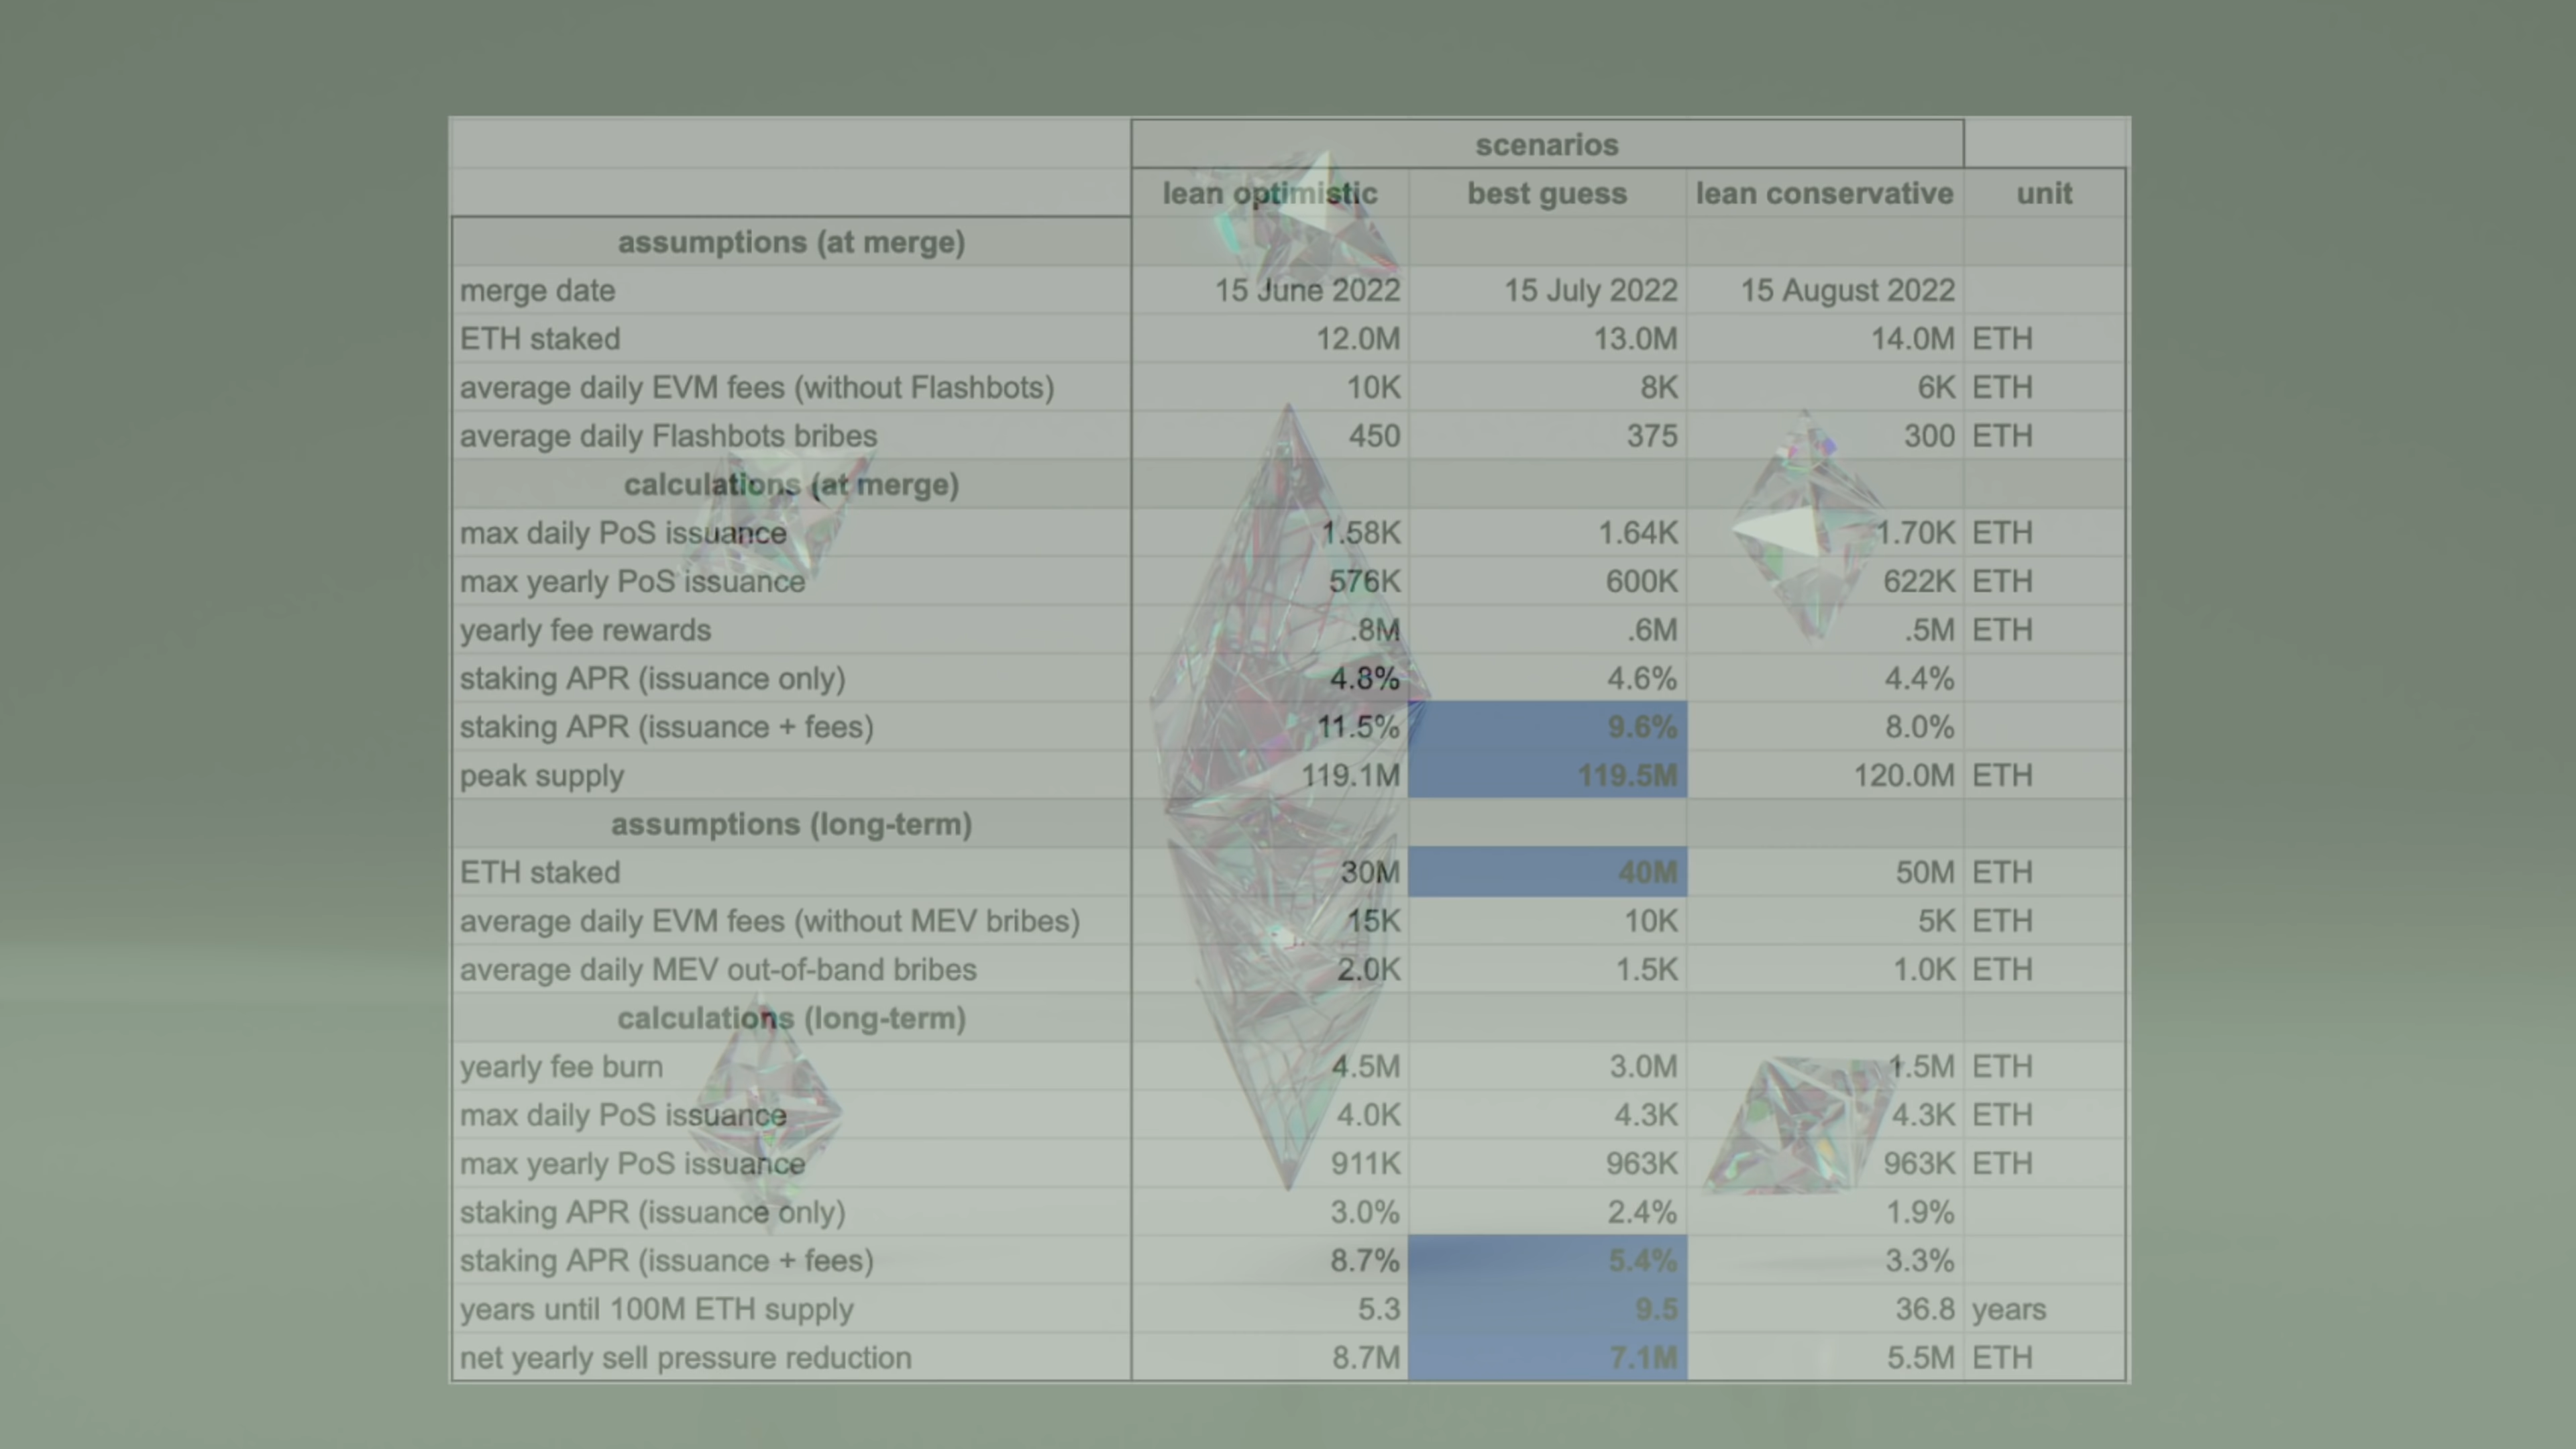 scenarios
lean optimistic best guess lean conservative unit
assumptions (at merge)
merge date 15 June 2022 15 July 2022 15 August 2022
ETH staked 12.0M 13.0M 14.0M ETH
average daily EVM fees (without Flashbots) 10K 8K 6K ETH
average daily Flashbots bribes 450 375 300 ETH
calculations (at merge)
max daily PoS issuance 1.58K 1.64K 1.70K ETH
max yearly PoS issuance 576K 600K 622K ETH
yearly fee rewards .8M .6M .5M ETH
staking APR (issuance only) 4.8% 4.6% 4.4%
staking APR (issuance + fees) 11.5% 9.6% 8.0%
peak supply 119.1M 119.5M 120.0M ETH
assumptions (long-term)
ETH staked 30M 40M 50M ETH
average daily EVM fees (without MEV bribes) 15K 10K 5K ETH
average daily MEV out-of-band bribes 2.0K 1.5K 1.0K ETH
calculations (long-term)
yearly fee burn 4.5M 3.0M 1.5M ETH
max daily PoS issuance 4.0K 4.3K 4.3K ETH
max yearly PoS issuance 911K 963K 963K ETH
staking APR (issuance only) 3.0% 2.4% 1.9%
staking APR (issuance + fees) 8.7% 5.4% 3.3%
years until 100M ETH supply 5.3 9.5 36.8 years
net yearly sell pressure reduction 8.7M 7.1M 5.5M ETH